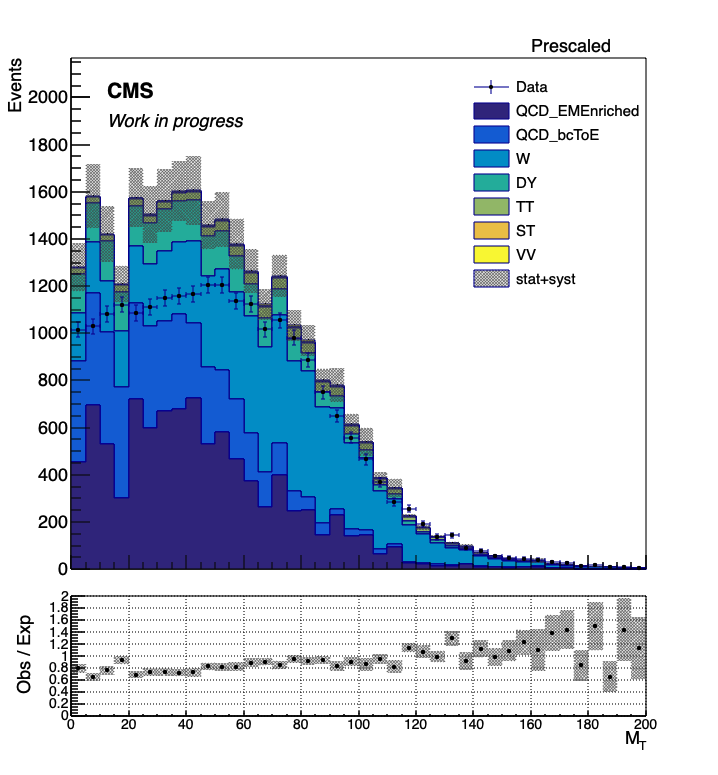 Prescaled
Events
CMS
Work in progress
Data
QCD_EMEnriched
QCD_bcToE
W
DY
TT
ST
VV
stat+syst
2000
1800
1600
1400
1200
1000
800
600
400
200
0
Obs / Exp
2
1.8
1.6
1.4
1.2
1
0.8
0.6
0.4
0.2
0
0 20 40 60 80 100 120 140 160 180 200
M_T